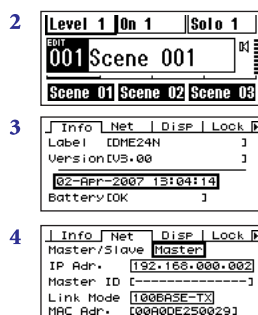 2
Level 1 On 1 Solo 1
EDIT
001 Scene 001
Scene 01 Scene 02 Scene 03
3
Info Net Disp Lock
Label [DME24N ]
Version[V3.00 ]
02-Apr-2007 13:04:14
Battery[OK ]
4
Info Net Disp Lock
Master/Slave Master
IP Adr. 192.168.000.002
Master ID [---------------]
Link Mode 100BASE-TX
MAC Adr. [00A0DE250029]